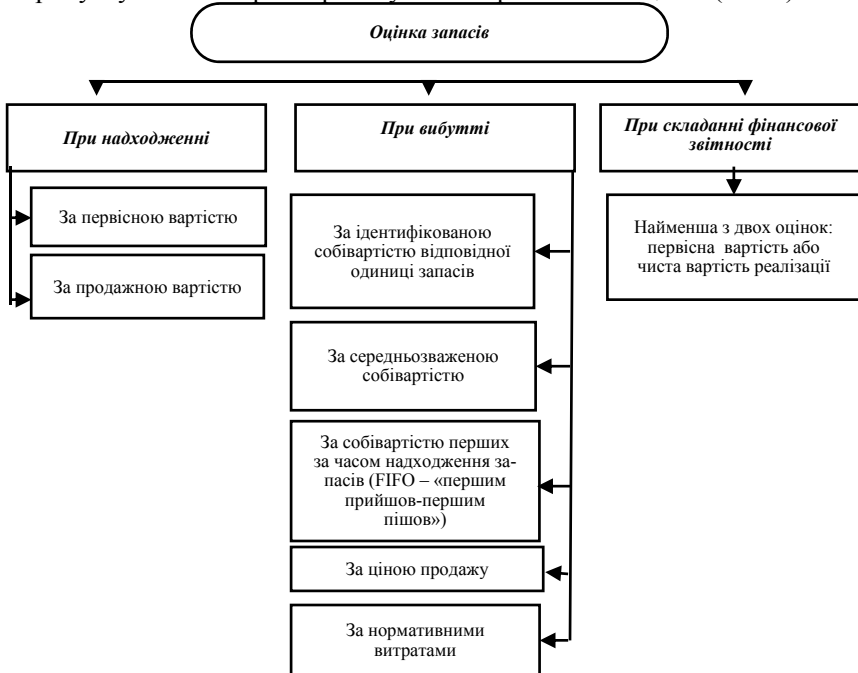 Оцінка запасів
При надходженні
За первісною вартістю
За продажною вартістю
При вибутті
За ідентифікованою
собівартістю відповідної
одиниці запасів
За середньозваженою
собівартістю
За собівартістю перших
за часом надходження за-
пасів (FIFO – «першим
прийшов-першим
пішов»)
За ціною продажу
За нормативними
витратами
При складанні фінансової
звітності
Найменша з двох оцінок:
первісна вартість або
чиста вартість реалізації